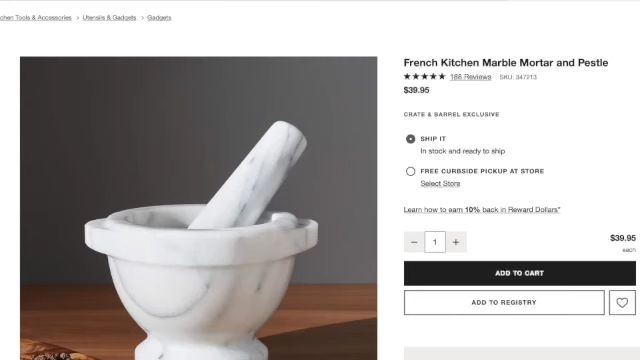 chen Tools & Accessories > Utensils & Gadgets > Gadgets
French Kitchen Marble Mortar and Pestle
★★★★★ 188 Reviews SKU: 347213
$39.95
CRATE & BARREL EXCLUSIVE
SHIP IT
In stock and ready to ship
FREE CURBSIDE PICKUP AT STORE
Select Store
Learn how to earn 10% back in Reward Dollars*
− 1 +
$39.95
each
ADD TO CART
ADD TO REGISTRY